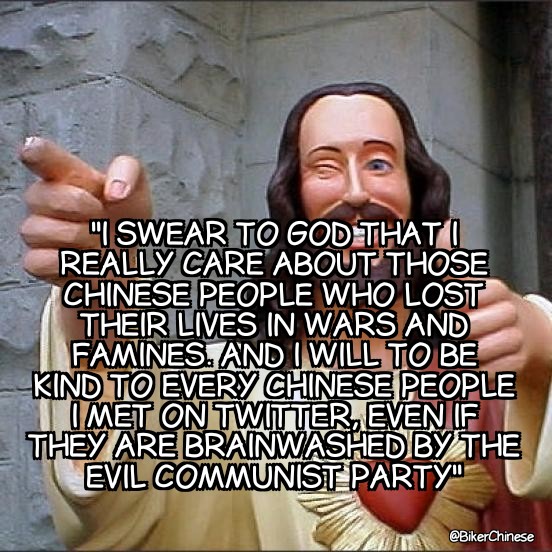 "I SWEAR TO GOD THAT I
REALLY CARE ABOUT THOSE
CHINESE PEOPLE WHO LOST
THEIR LIVES IN WARS AND
FAMINES. AND I WILL TO BE
KIND TO EVERY CHINESE PEOPLE
I MET ON TWITTER, EVEN IF
THEY ARE BRAINWASHED BY THE
EVIL COMMUNIST PARTY"
@BikerChinese